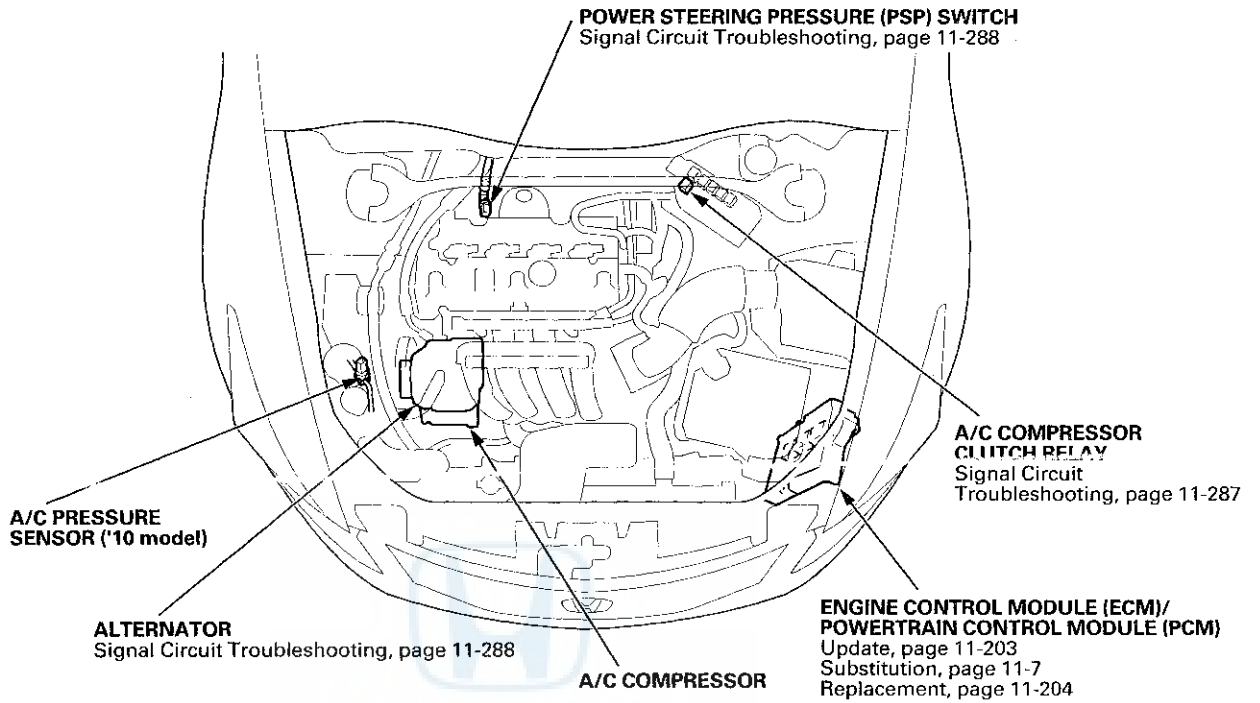 POWER STEERING PRESSURE (PSP) SWITCH
Signal Circuit Troubleshooting, page 11-288
A/C COMPRESSOR
CLUTCH RELAY
Signal Circuit
Troubleshooting, page 11-287
A/C PRESSURE
SENSOR ('10 model)
ALTERNATOR
Signal Circuit Troubleshooting, page 11-288
A/C COMPRESSOR
ENGINE CONTROL MODULE (ECM)/
POWERTRAIN CONTROL MODULE (PCM)
Update, page 11-203
Substitution, page 11-7
Replacement, page 11-204